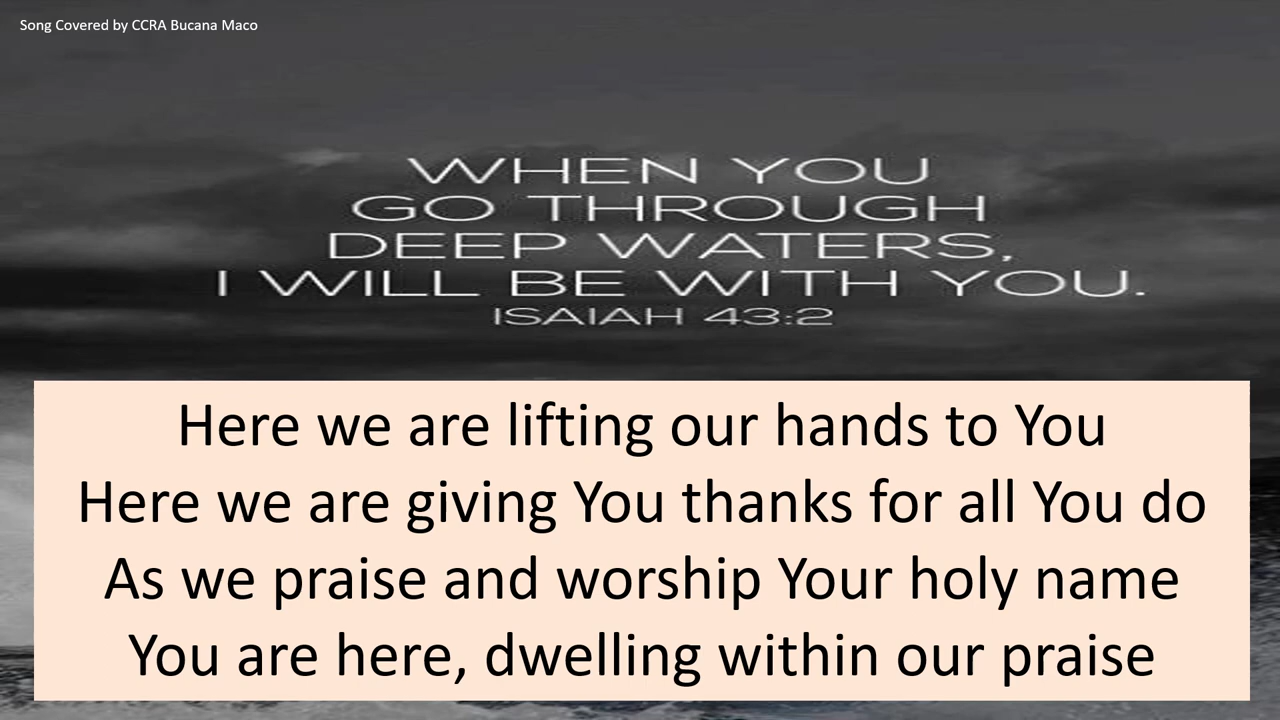 Song Covered by CCRA Bucana Maco
WHEN YOU
GO THROUGH
DEEP WATERS,
I WILL BE WITH YOU.
ISAIAH 43:2
Here we are lifting our hands to You
Here we are giving You thanks for all You do
As we praise and worship Your holy name
You are here, dwelling within our praise